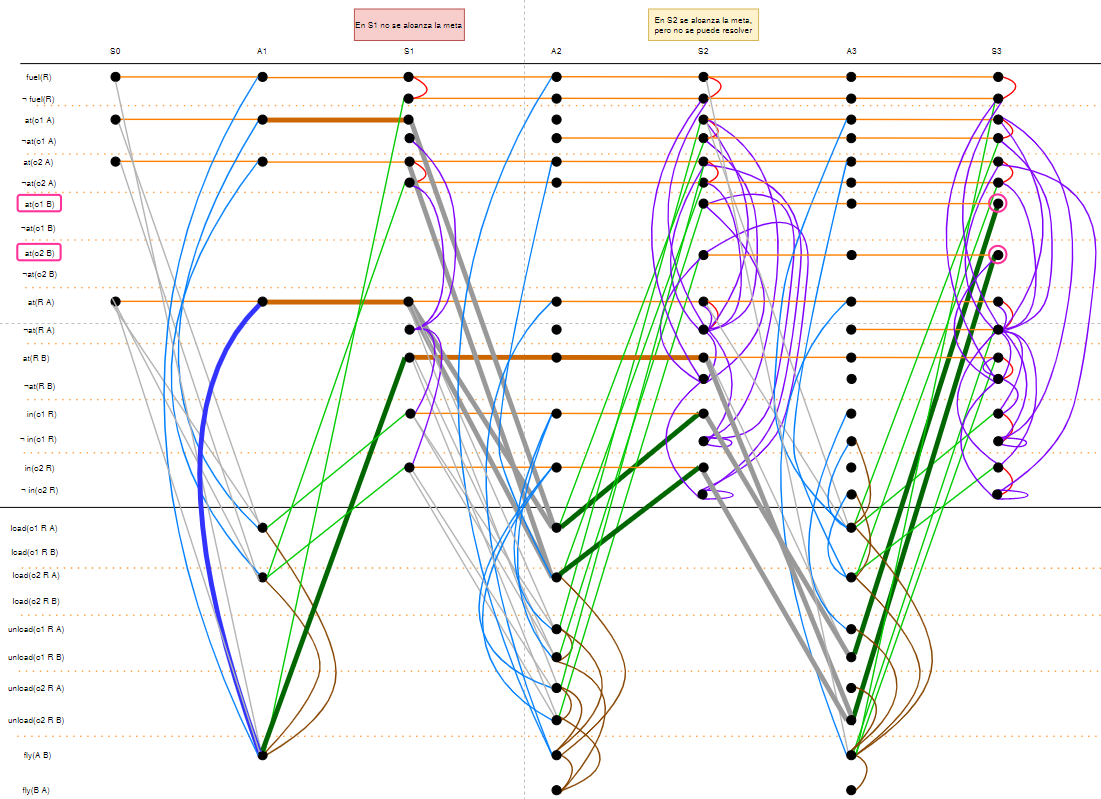 En S1 no se aloanza la meta
En S2 se aloanza la meta,
pero no se puede resolver
S0 A1 S1 A2 S2 A3 S3
fuel(R)
¬ fuel(R)
at(o1 A)
¬at(o1 A)
at(o2 A)
¬at(o2 A)
at(o1 B)
¬at(o1 B)
at(o2 B)
¬at(o2 B)
at(R A)
¬at(R A)
at(R B)
¬at(R B)
in(o1 R)
¬ in(o1 R)
in(o2 R)
¬ in(o2 R)
load(o1 R A)
load(o1 R B)
load(o2 R A)
load(o2 R B)
unload(o1 R A)
unload(o1 R B)
unload(o2 R A)
unload(o2 R B)
fly(A B)
fly(B A)